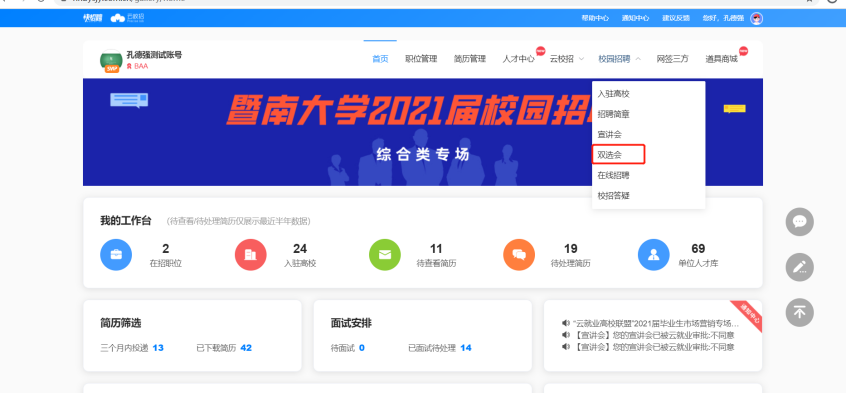 快招聘 云校招
帮助中心 通知中心 建议反馈 您好，孔德强
孔德强测试账号
BAA
首页 职位管理 简历管理 人才中心 云校招 校园招聘 网签三方 道具商城
暨南大学2021届校园招
综合类专场
入驻高校
招聘简章
宣讲会
双选会
在线招聘
校招答疑
我的工作台 (待查看/待处理简历仅展示最近半年数据)
2 24 11 19 69
在招职位 入驻高校 待查看简历 待处理简历 单位人才库
简历筛选
三个月内投递 13 已下载简历 42
面试安排
待面试 0 已面试待处理 14
通知中心
"云就业高校联盟"2021届毕业生市场营销专场...
【宣讲会】您的宣讲会已被云就业审批:不同意
【宣讲会】您的宣讲会已被云就业审批:不同意